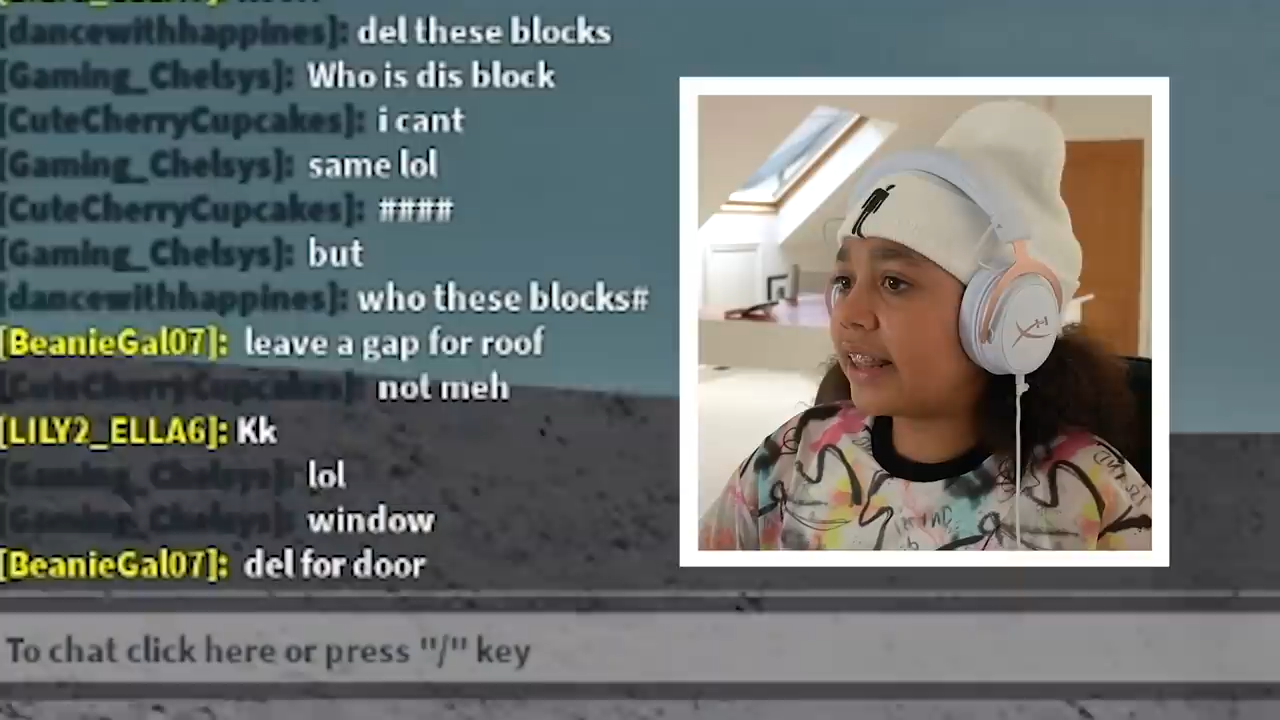 [dancewithhappines]: del these blocks
[Gaming_Chelsys]: Who is dis block
[CuteCherryCupcakes]: i cant
[Gaming_Chelsys]: same lol
[CuteCherryCupcakes]: ####
[Gaming_Chelsys]: but
[dancewithhappines]: who these blocks#
[BeanieGal07]: leave a gap for roof
[CuteCherryCupcakes]: not meh
[LILY2_ELLA6]: Kk
[Gaming_Chelsys]: lol
[Gaming_Chelsys]: window
[BeanieGal07]: del for door
To chat click here or press "/" key